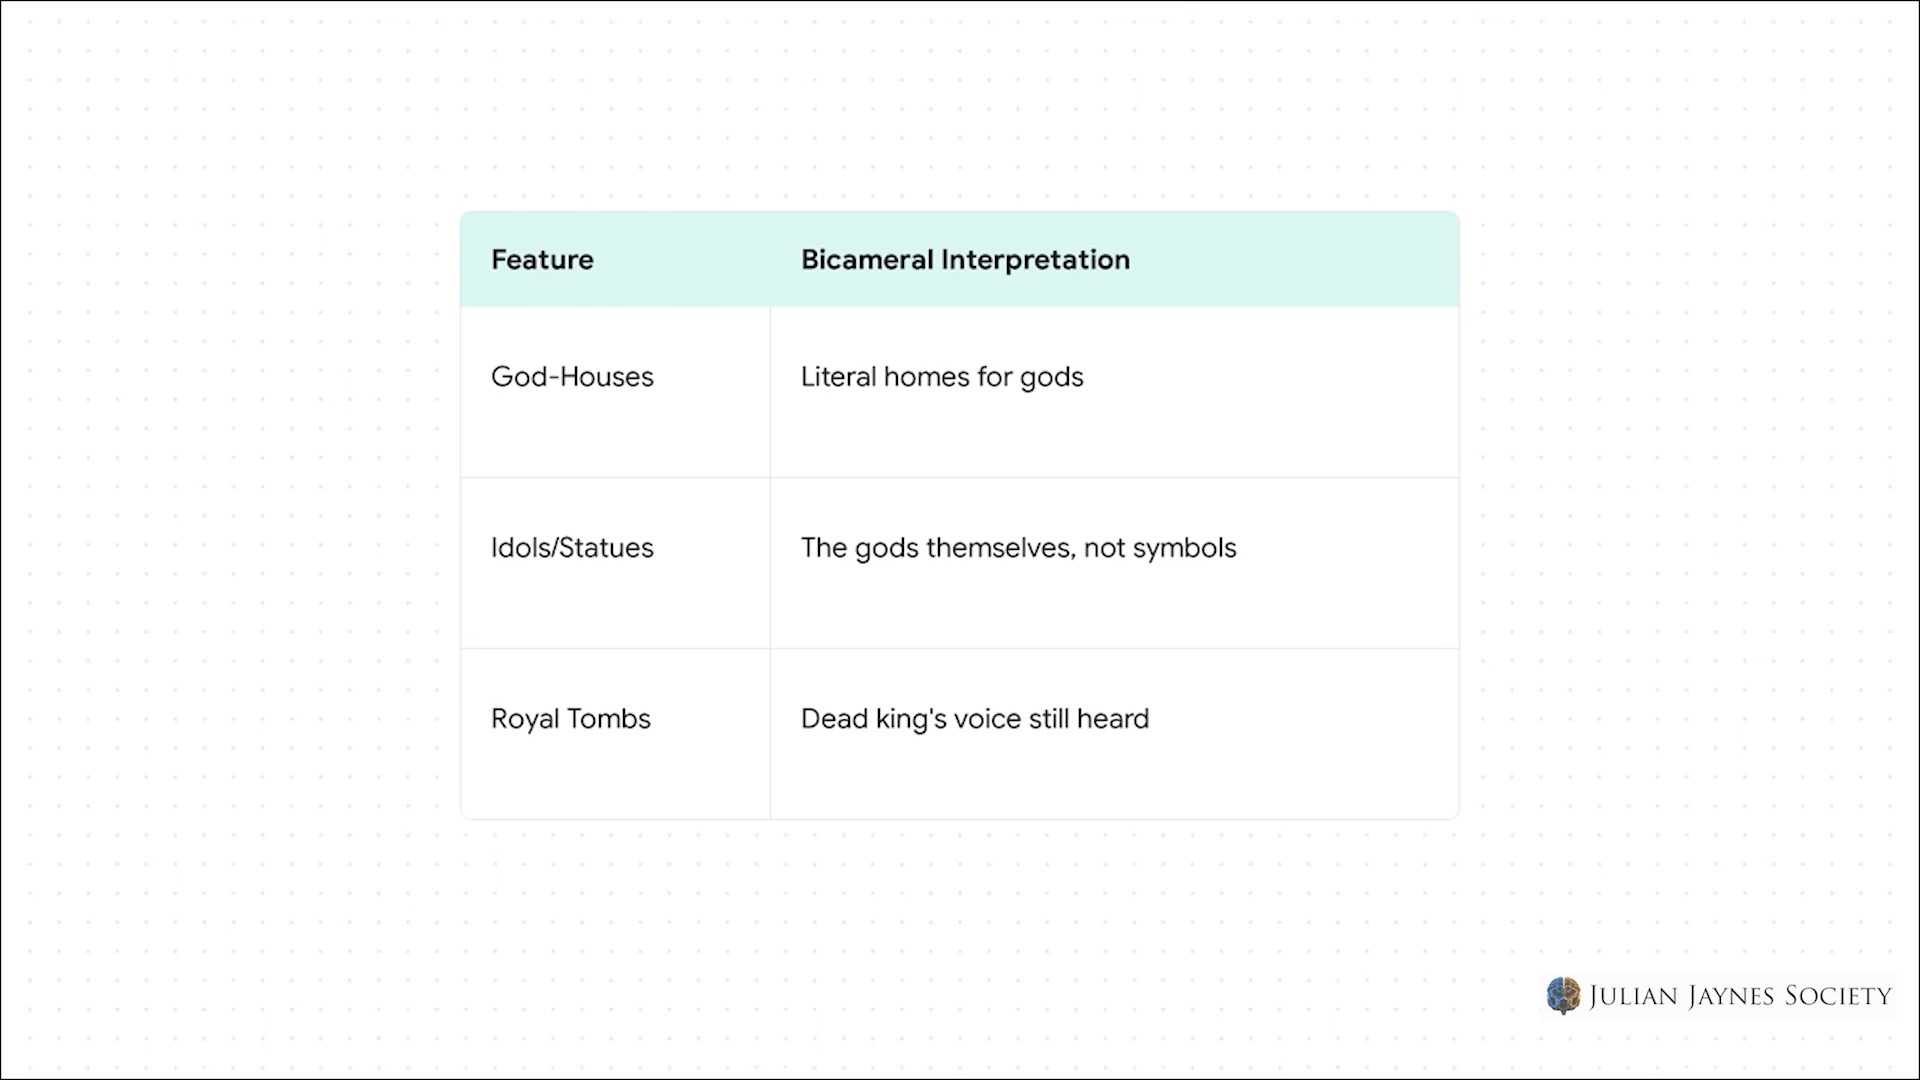 Feature
Bicameral Interpretation
God-Houses
Literal homes for gods
Idols/Statues
The gods themselves, not symbols
Royal Tombs
Dead king's voice still heard
Julian Jaynes Society